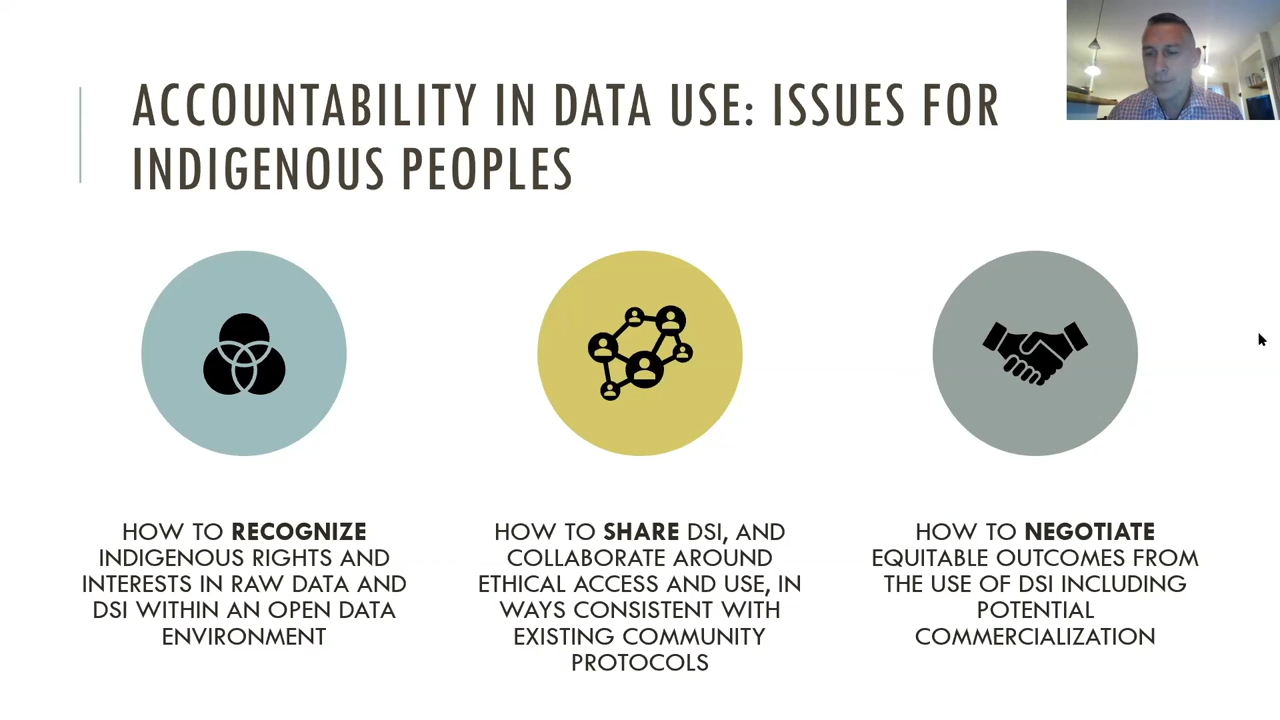 ACCOUNTABILITY IN DATA USE: ISSUES FOR
INDIGENOUS PEOPLES
HOW TO RECOGNIZE
INDIGENOUS RIGHTS AND
INTERESTS IN RAW DATA AND
DSI WITHIN AN OPEN DATA
ENVIRONMENT
HOW TO SHARE DSI, AND
COLLABORATE AROUND
ETHICAL ACCESS AND USE, IN
WAYS CONSISTENT WITH
EXISTING COMMUNITY
PROTOCOLS
HOW TO NEGOTIATE
EQUITABLE OUTCOMES FROM
THE USE OF DSI INCLUDING
POTENTIAL
COMMERCIALIZATION